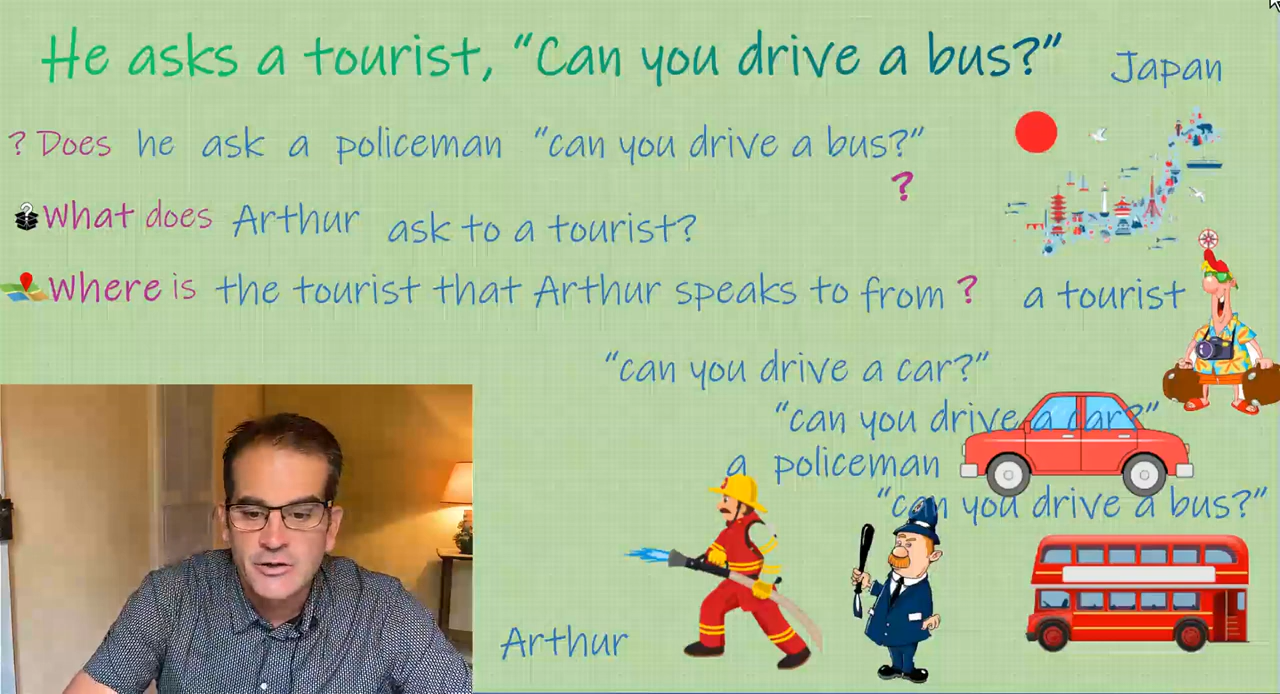 He asks a tourist, “Can you drive a bus?”
Japan
? Does he ask a policeman “can you drive a bus?”
?
What does Arthur ask to a tourist?
Where is the tourist that Arthur speaks to from ?
a tourist
“can you drive a car?”
“can you drive a car?”
a policeman
“can you drive a bus?”
Arthur